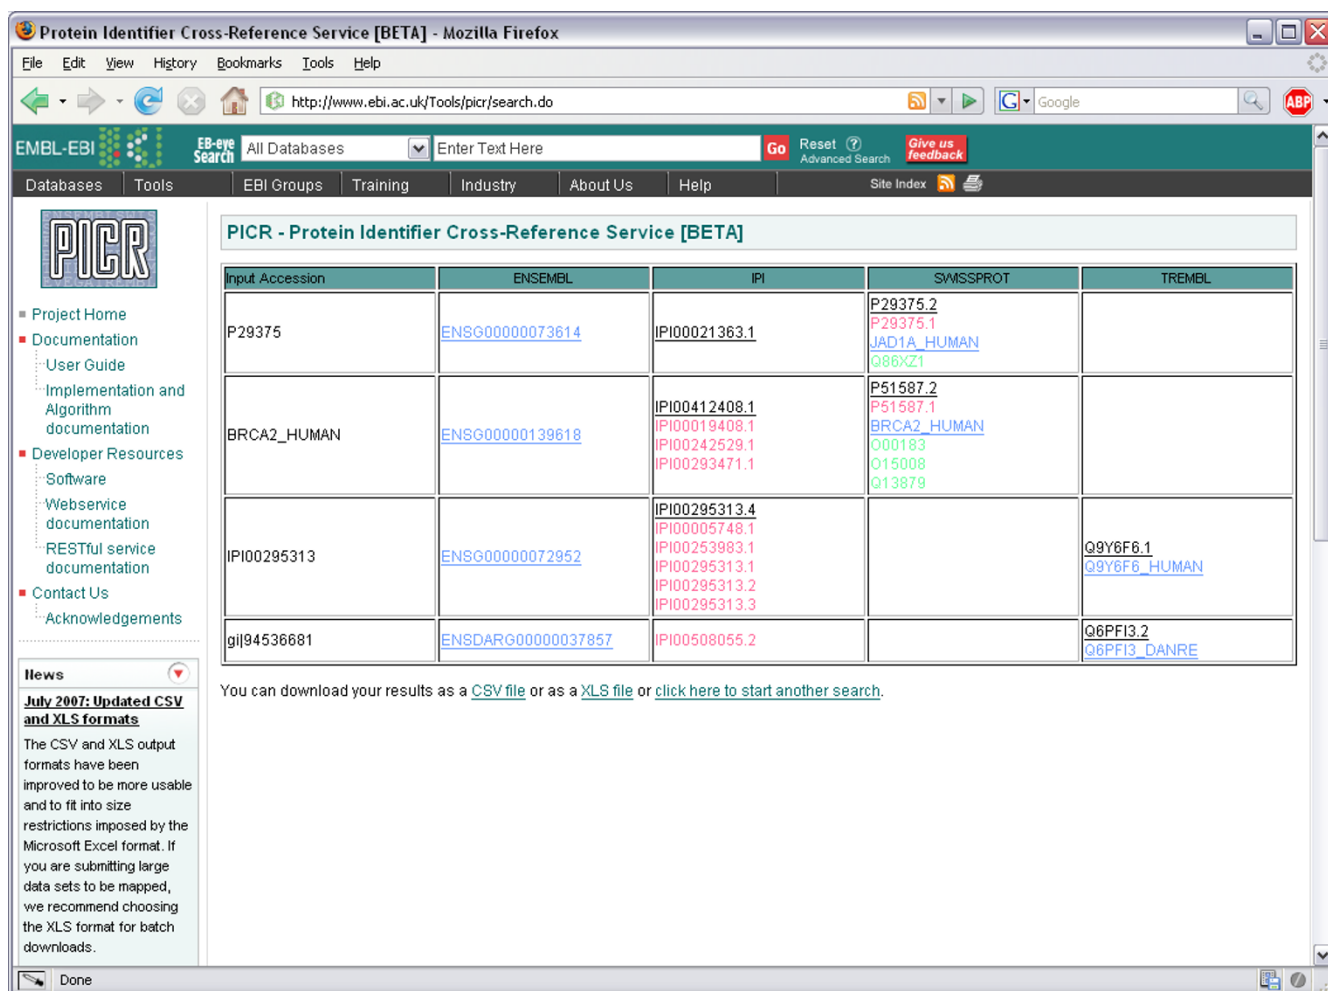 Protein Identifier Cross-Reference Service [BETA] - Mozilla Firefox
File Edit View History Bookmarks Tools Help
http://www.ebi.ac.uk/Tools/picr/search.do
Google
ABP
EMBL-EBI
EB-eye Search
All Databases
Enter Text Here
Go
Reset ?
Advanced Search
Give us feedback
Databases Tools EBI Groups Training Industry About Us Help Site Index
PICR
Project Home
Documentation
User Guide
Implementation and
Algorithm
documentation
Developer Resources
Software
Webservice
documentation
RESTful service
documentation
Contact Us
Acknowledgements
News
July 2007: Updated CSV
and XLS formats
The CSV and XLS output
formats have been
improved to be more usable
and to fit into size
restrictions imposed by the
Microsoft Excel format. If
you are submitting large
data sets to be mapped,
we recommend choosing
the XLS format for batch
downloads.
PICR - Protein Identifier Cross-Reference Service [BETA]
Input Accession ENSEMBL IPI SWISSPROT TREMBL
P29375 ENSG00000073614 IPI00021363.1
P29375.2
P29375.1
JAD1A_HUMAN
Q86XZ1
BRCA2_HUMAN ENSG00000139618
IPI00412408.1
IPI00019408.1
IPI00242529.1
IPI00293471.1
P51587.2
P51587.1
BRCA2_HUMAN
O00183
O15008
Q13879
IPI00295313 ENSG00000072952
IPI00295313.4
IPI00005748.1
IPI00253983.1
IPI00295313.1
IPI00295313.2
IPI00295313.3
Q9Y6F6.1
Q9Y6F6_HUMAN
gi|94536681 ENSDARG00000037857 IPI00508055.2
Q6PFI3.2
Q6PFI3_DANRE
You can download your results as a CSV file or as a XLS file or click here to start another search.
Done